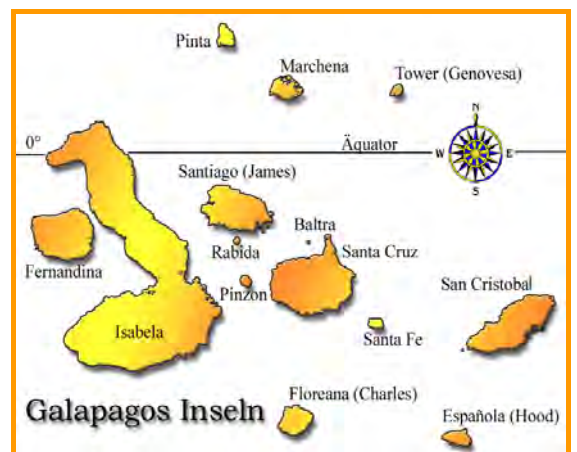 Pinta
Marchena
Tower (Genovesa)
N
0°
Äquator
W
E
S
Santiago (James)
Baltra
Rabida
Santa Cruz
Fernandina
Pinzon
San Cristobal
Isabela
Santa Fe
Floreana (Charles)
Galapagos Inseln
Española (Hood)